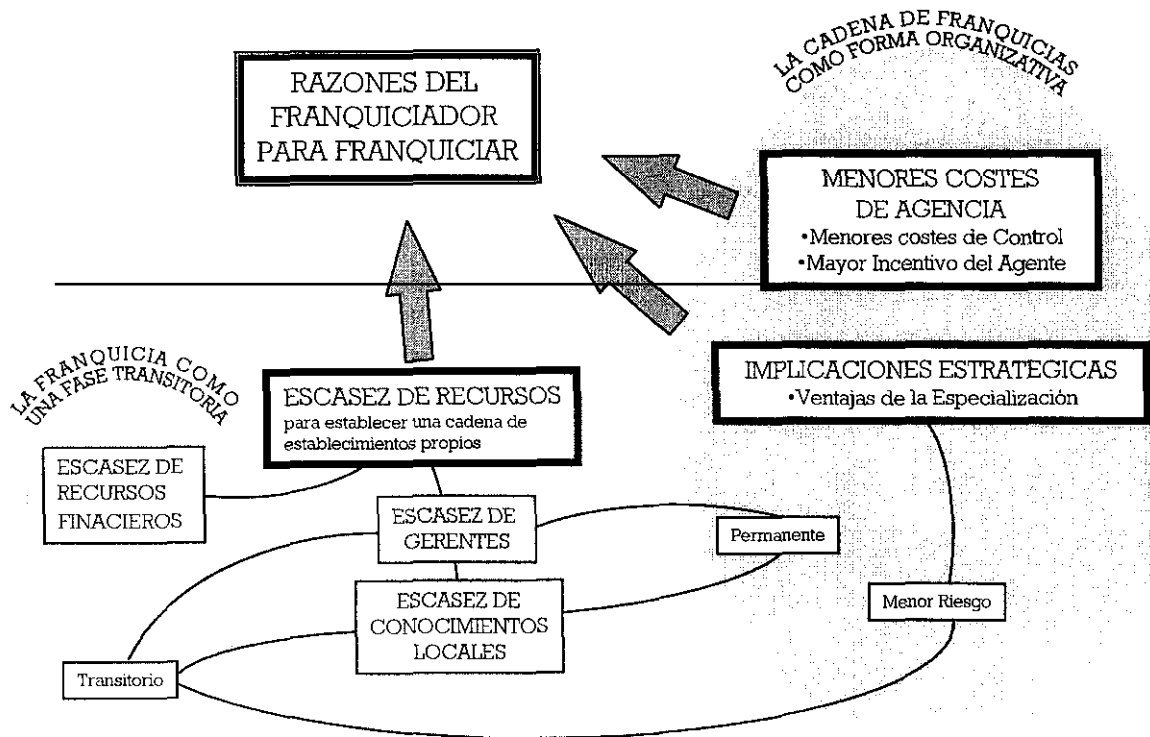 RAZONES DEL
FRANQUICIADOR
PARA FRANQUICIAR
LA CADENA DE FRANQUICIAS
COMO FORMA ORGANIZATIVA
MENORES COSTES
DE AGENCIA
•Menores costes de Control
•Mayor Incentivo del Agente
LA FRANQUICIA COMO
UNA FASE TRANSITORIA
ESCASEZ DE RECURSOS
para establecer una cadena de
establecimientos propios
IMPLICACIONES ESTRATEGICAS
•Ventajas de la Especialización
ESCASEZ DE
RECURSOS
FINACIEROS
ESCASEZ DE
GERENTES
Permanente
ESCASEZ DE
CONOCIMIENTOS
LOCALES
Menor Riesgo
Transitorio